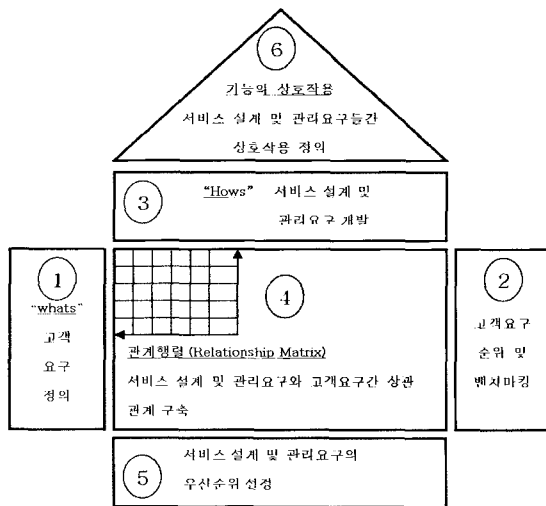 6
기능의 상호작용
서비스 설계 및 관리요구들간
상호작용 정의
3
"Hows" 서비스 설계 및
관리요구 개발
1
"whats"
고객
요구
정의
4
관계행렬 (Relationship Matrix)
서비스 설계 및 관리요구와 고객요구간 상관
관계 구축
2
고객요구
순위 및
벤치마킹
5
서비스 설계 및 관리요구의
우선순위 설정